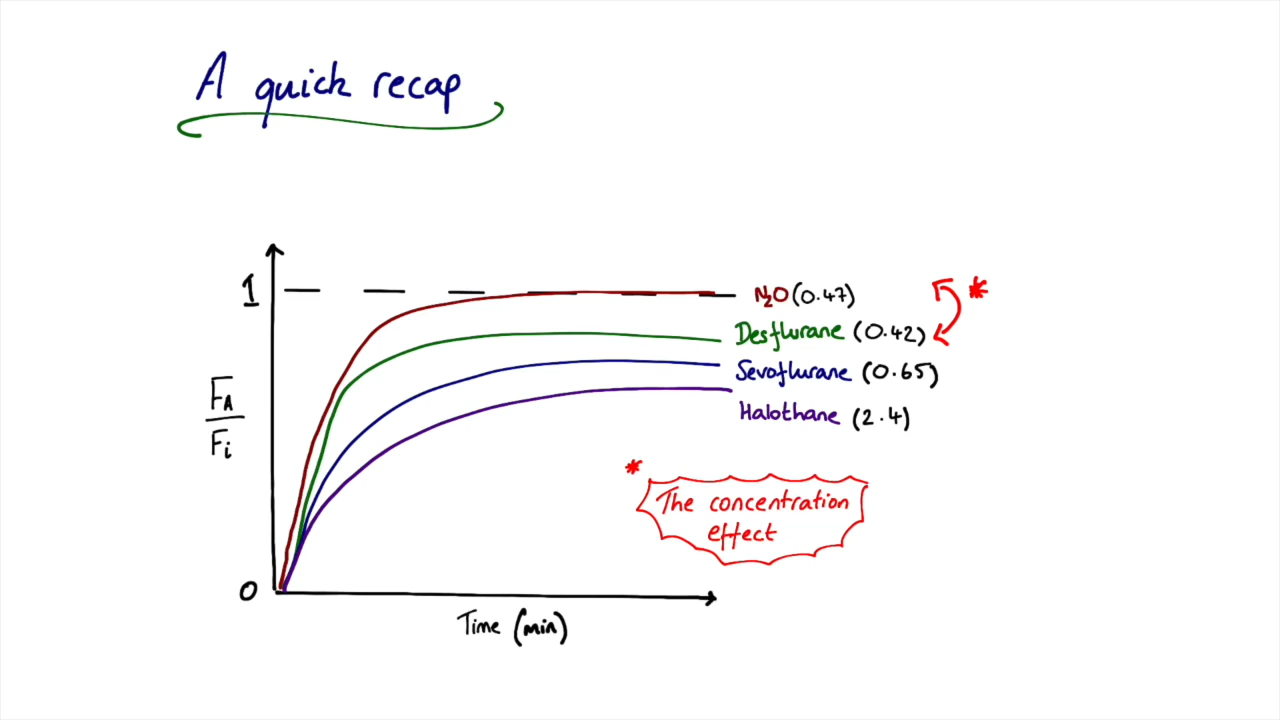 A quick recap
1
N₂O (0.47)
*
Desflurane (0.42)
Sevoflurane (0.65)
Halothane (2.4)
FA
Fi
*
The concentration
effect
0
Time (min)